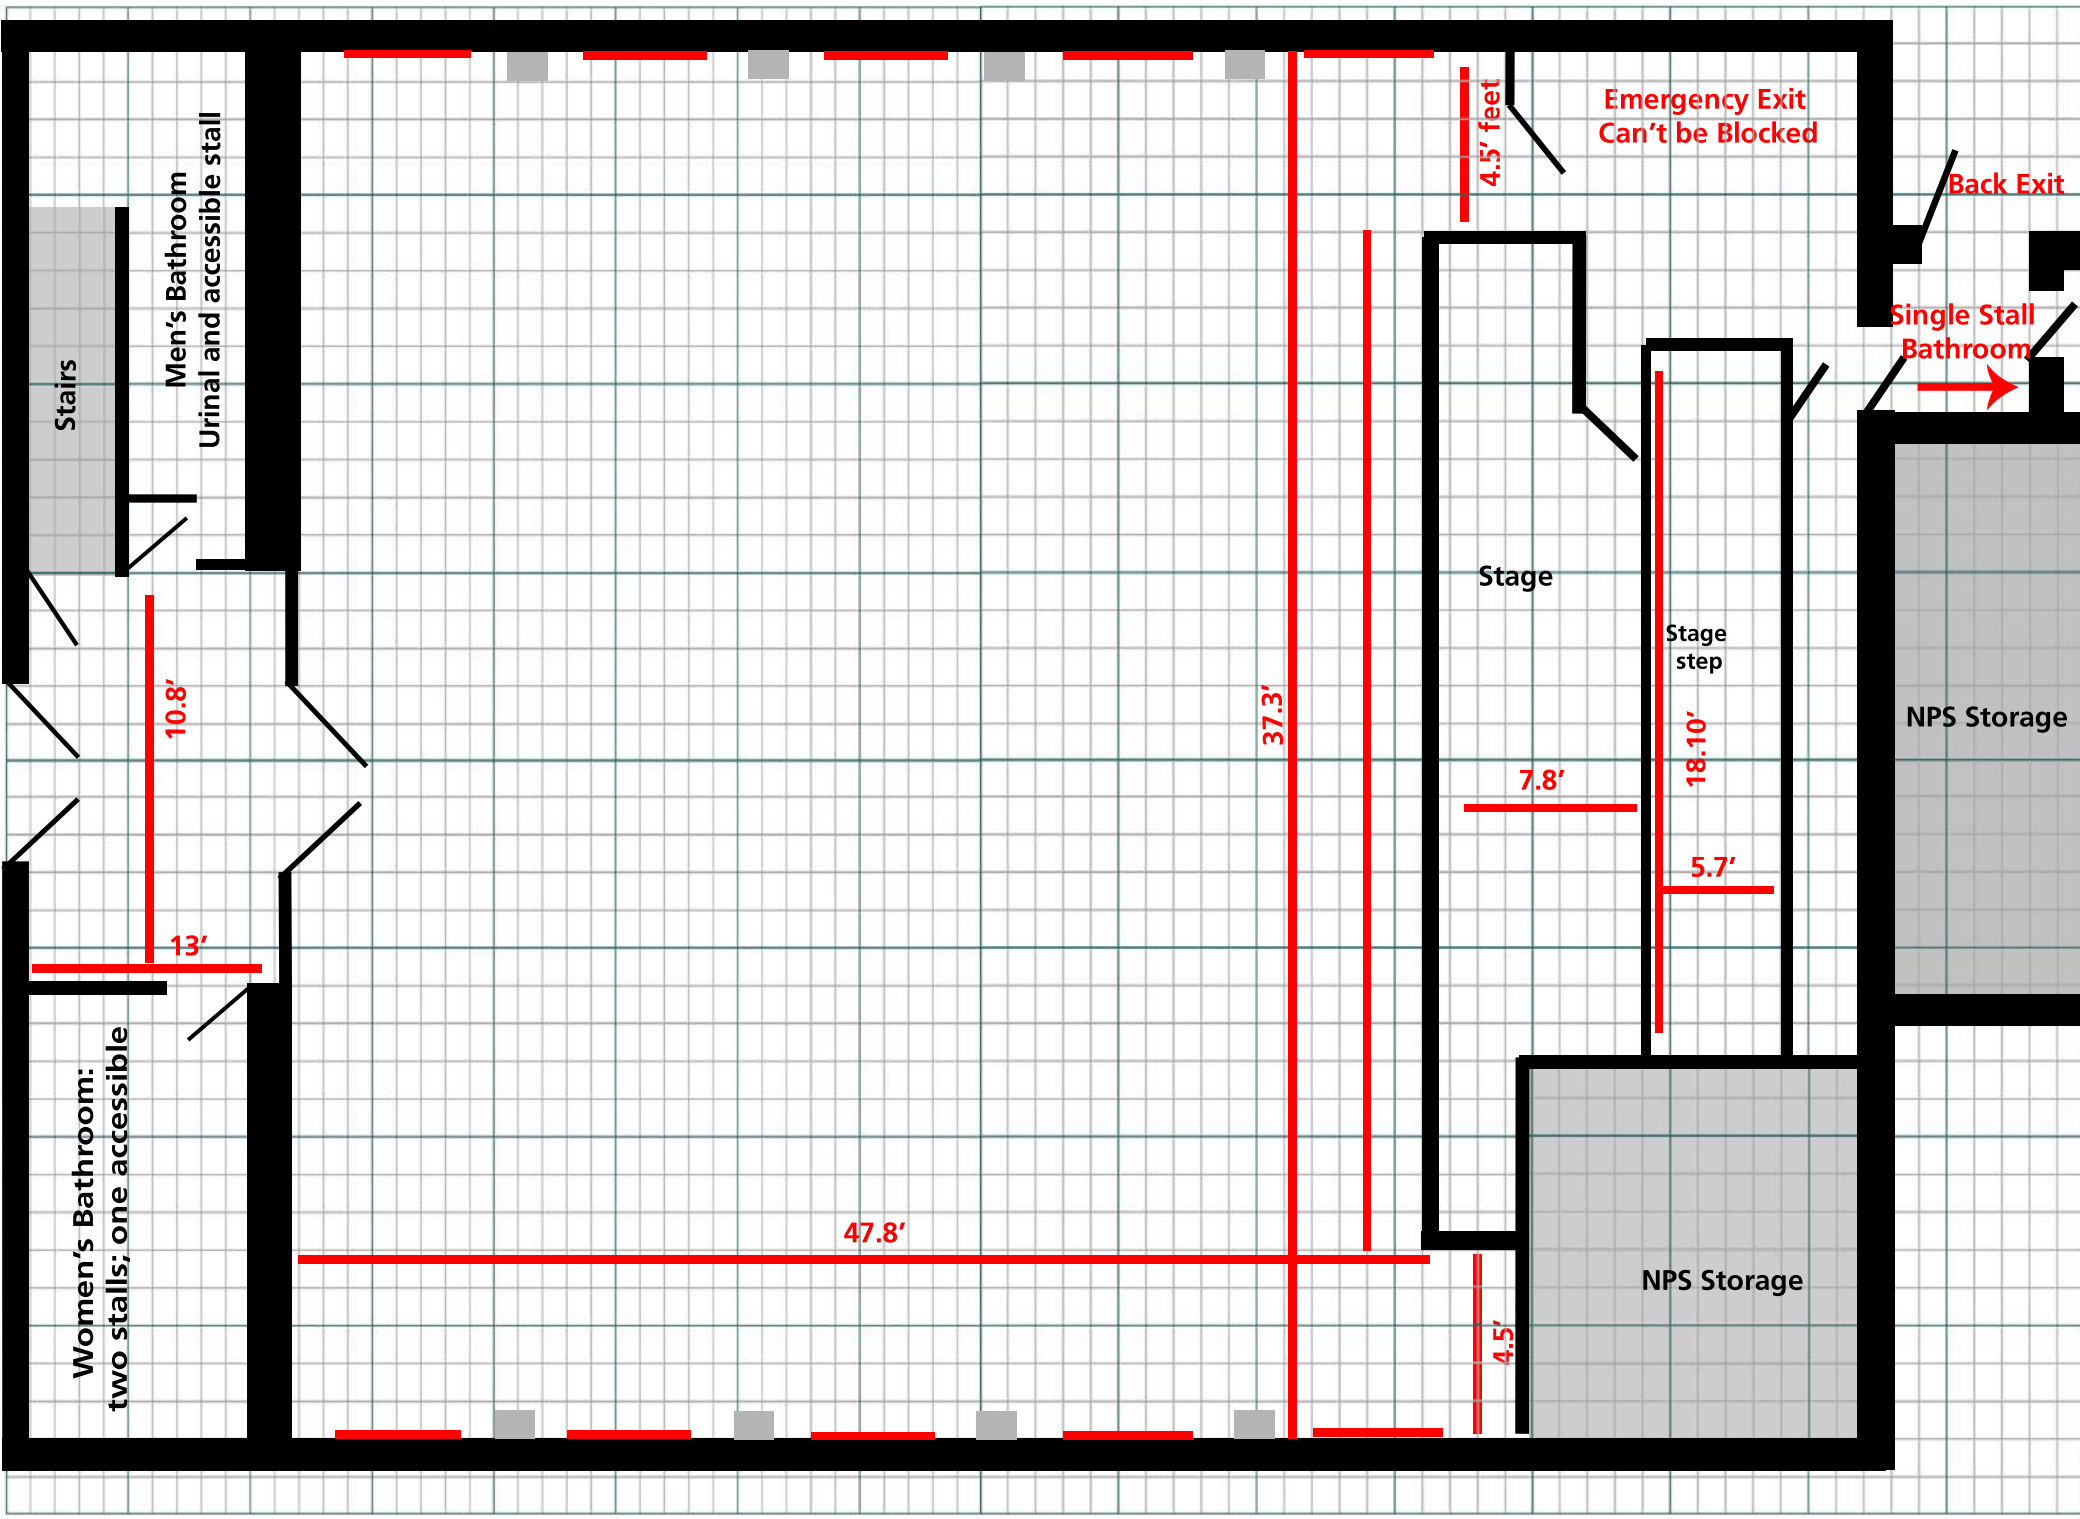 Men's Bathroom
Urinal and accessible stall
Stairs
10.8'
13'
Women's Bathroom:
two stalls; one accessible
47.8'
37.3'
4.5' feet
Emergency Exit
Can't be Blocked
Back Exit
Single Stall
Bathroom
Stage
Stage
step
18.10'
7.8'
5.7'
NPS Storage
NPS Storage
4.5'